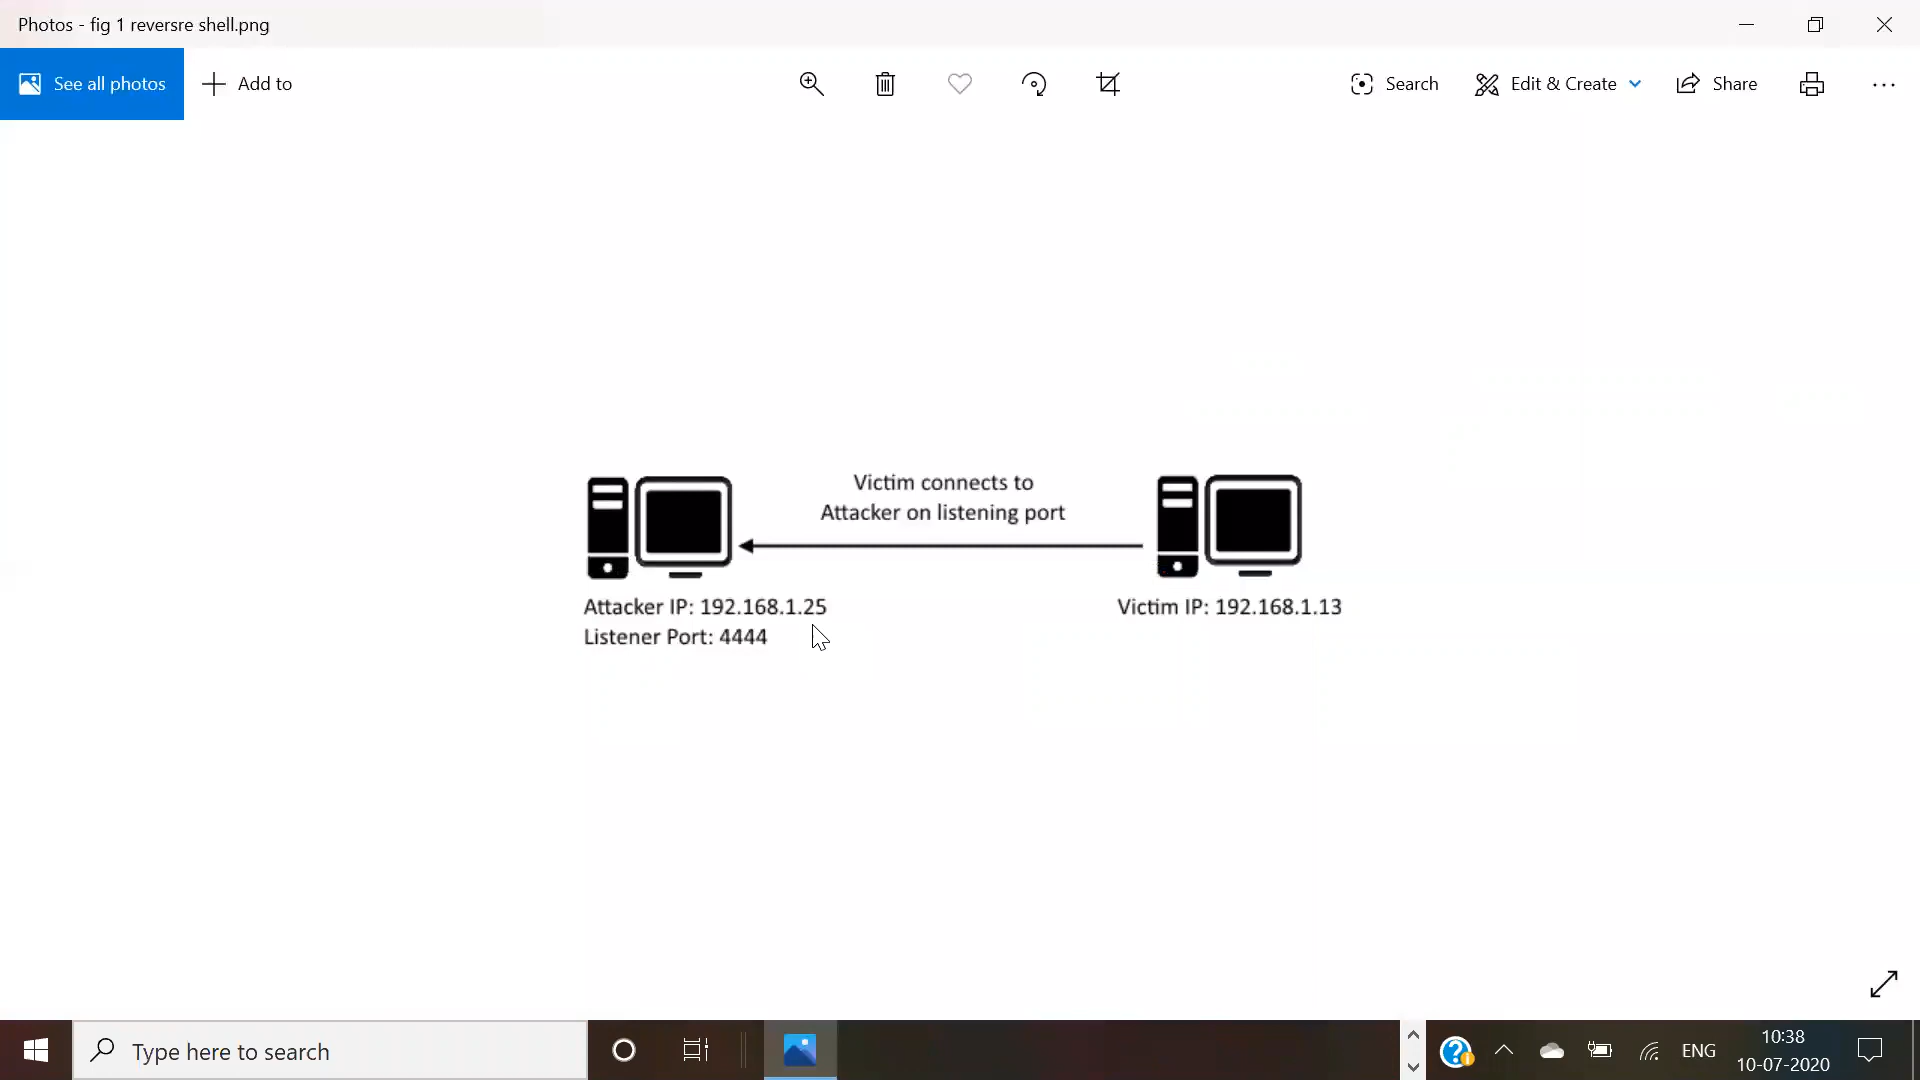 Photos - fig 1 reversre shell.png
See all photos
Add to
Search
Edit & Create
Share
Victim connects to
Attacker on listening port
Attacker IP: 192.168.1.25
Listener Port: 4444
Victim IP: 192.168.1.13
Type here to search
ENG
10:38
10-07-2020